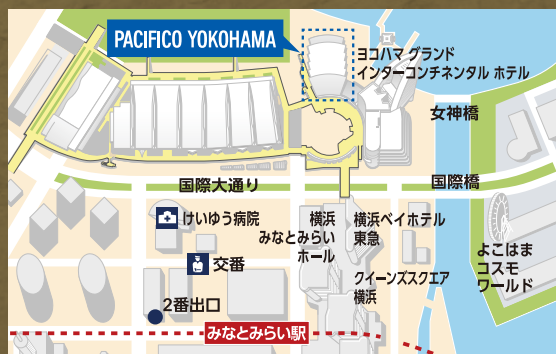 PACIFICO YOKOHAMA
ヨコハマ グランド
インターコンチネンタル ホテル
女神橋
国際大通り
国際橋
けいゆう病院
横浜
みなとみらい
ホール
横浜ベイホテル
東急
よこはま
コスモ
ワールド
交番
クイーンズスクエア
横浜
2番出口
みなとみらい駅